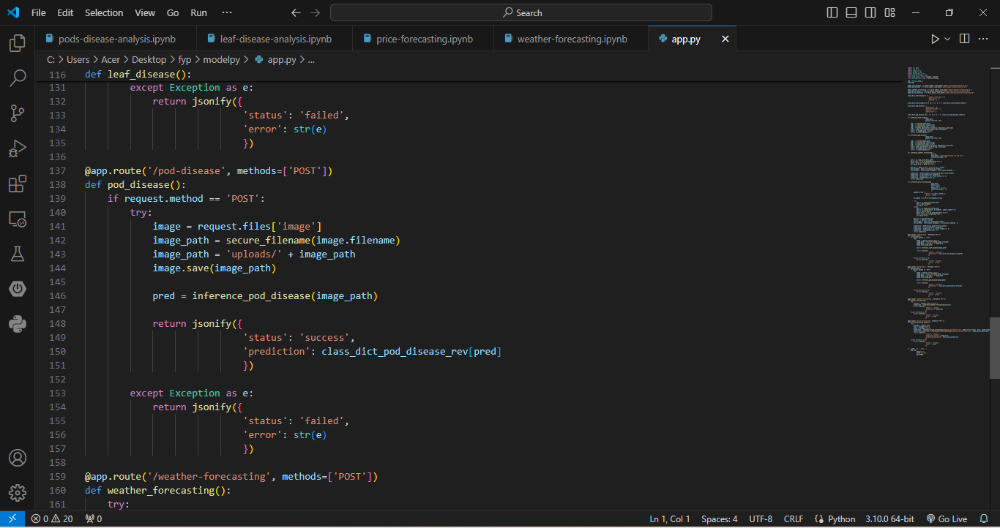 File Edit Selection View Go Run ··· Search
pods-disease-analysis.ipynb leaf-disease-analysis.ipynb price-forecasting.ipynb weather-forecasting.ipynb app.py
C: > Users > Acer > Desktop > fyp > modelpy > app.py > ...
116 def leaf_disease():
131 except Exception as e:
132 return jsonify({
133 'status': 'failed',
134 'error': str(e)
135 })
136
137 @app.route('/pod-disease', methods=['POST'])
138 def pod_disease():
139 if request.method == 'POST':
140 try:
141 image = request.files['image']
142 image_path = secure_filename(image.filename)
143 image_path = 'uploads/' + image_path
144 image.save(image_path)
145
146 pred = inference_pod_disease(image_path)
147
148 return jsonify({
149 'status': 'success',
150 'prediction': class_dict_pod_disease_rev[pred]
151 })
152
153 except Exception as e:
154 return jsonify({
155 'status': 'failed',
156 'error': str(e)
157 })
158
159 @app.route('/weather-forecasting', methods=['POST'])
160 def weather_forecasting():
161 try:
0 20 0 Ln 1, Col 1 Spaces: 4 UTF-8 CRLF Python 3.10.0 64-bit Go Live